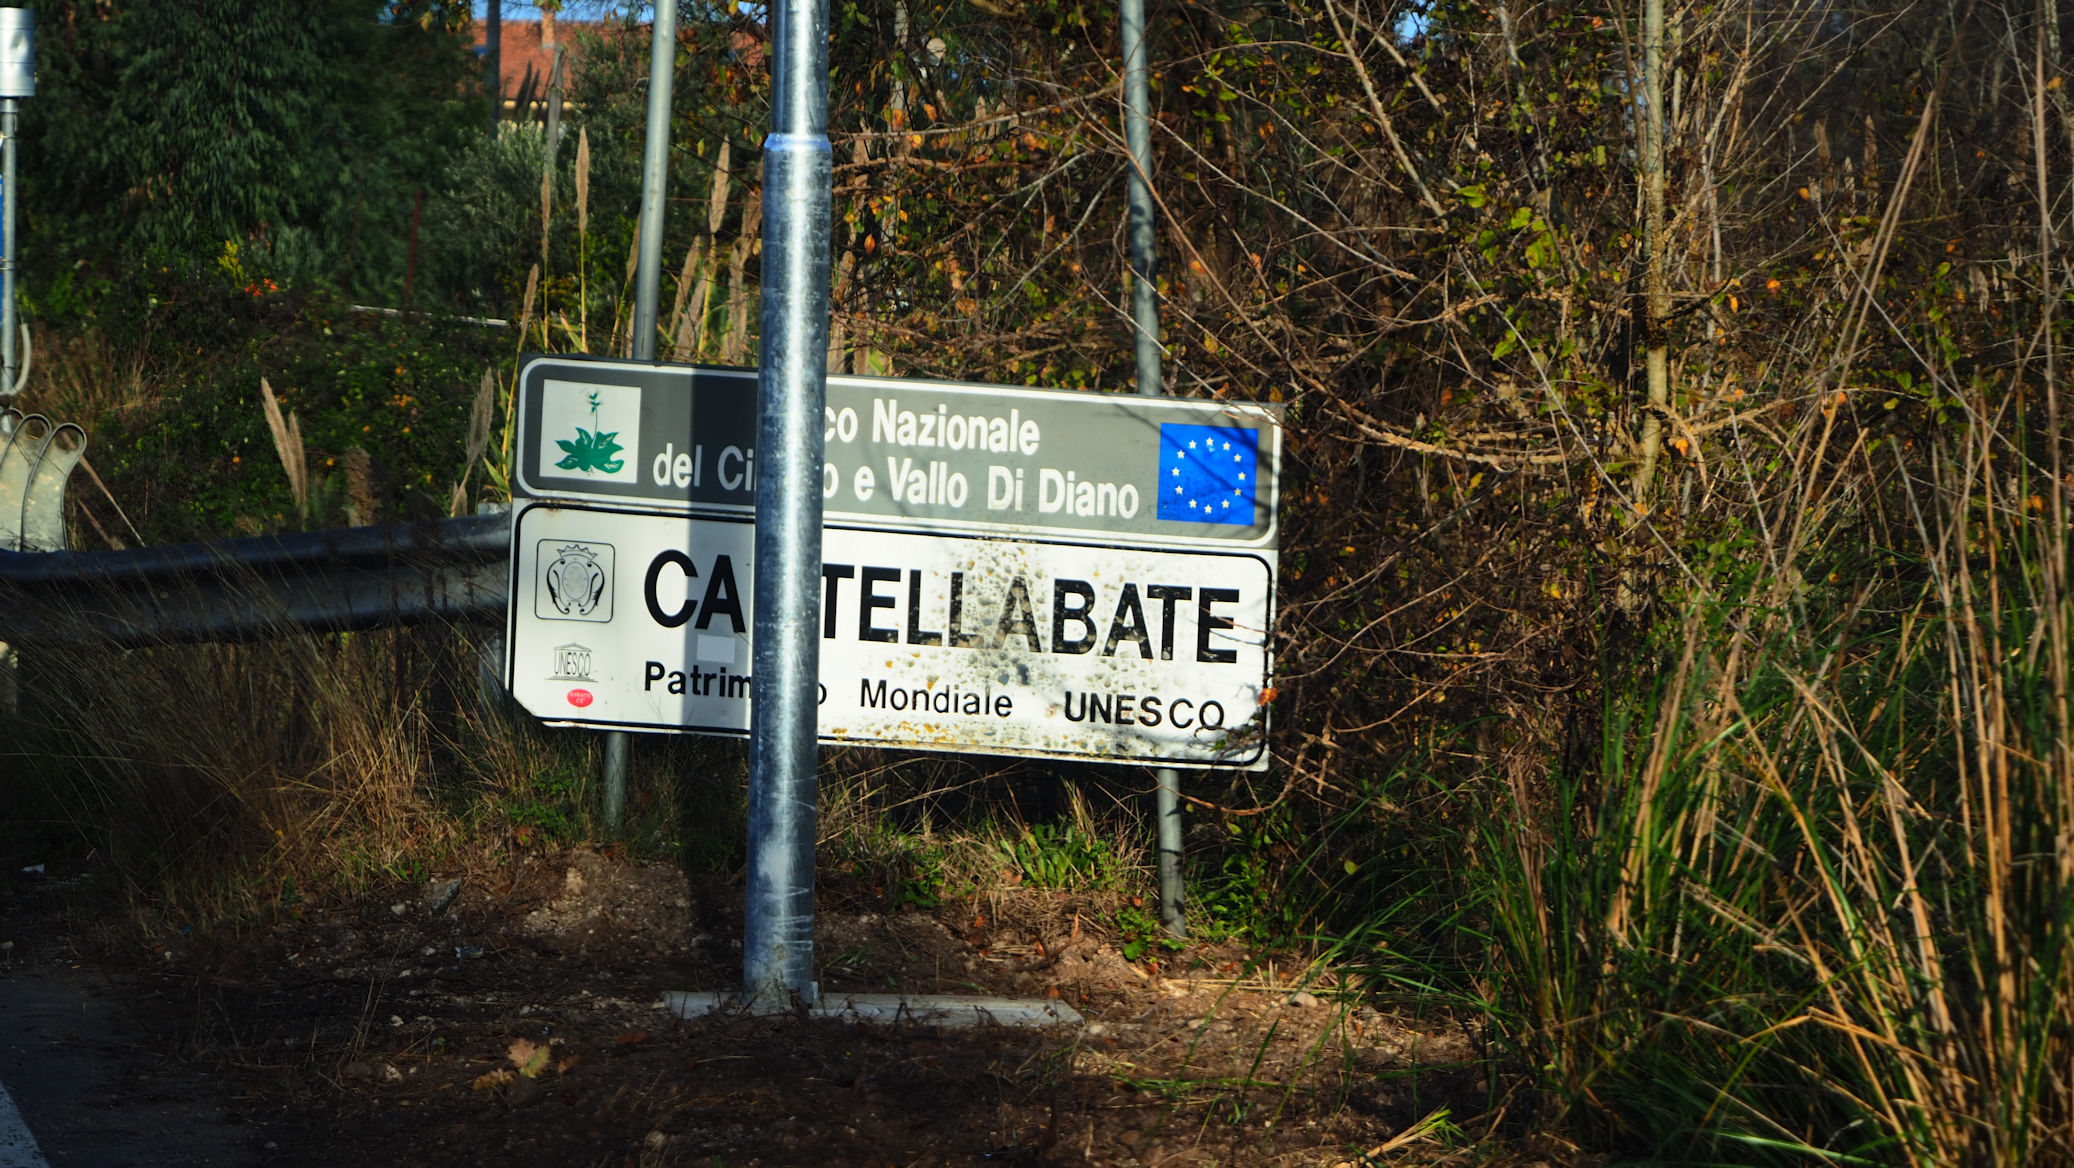 co Nazionale
del Ci o e Vallo Di Diano
CA TELLABATE
UNESCO
Patrim o Mondiale UNESCO